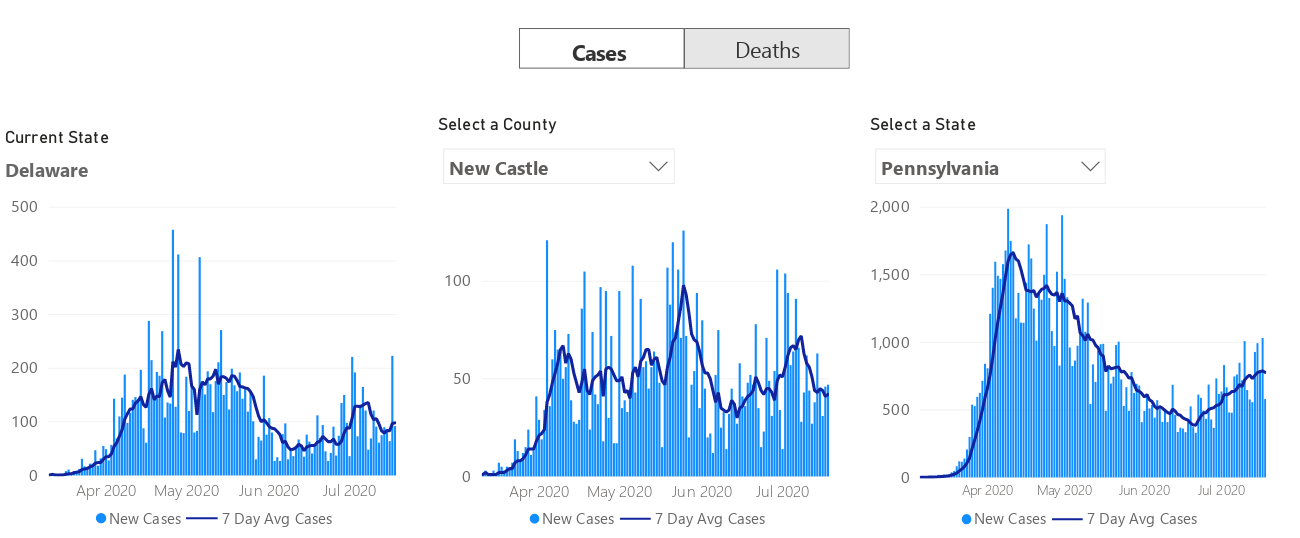 Cases Deaths
Current State
Delaware
500
400
300
200
100
0
Apr 2020 May 2020 Jun 2020 Jul 2020
New Cases 7 Day Avg Cases
Select a County
New Castle
100
50
0
Apr 2020 May 2020 Jun 2020 Jul 2020
New Cases 7 Day Avg Cases
Select a State
Pennsylvania
2,000
1,500
1,000
500
0
Apr 2020 May 2020 Jun 2020 Jul 2020
New Cases 7 Day Avg Cases